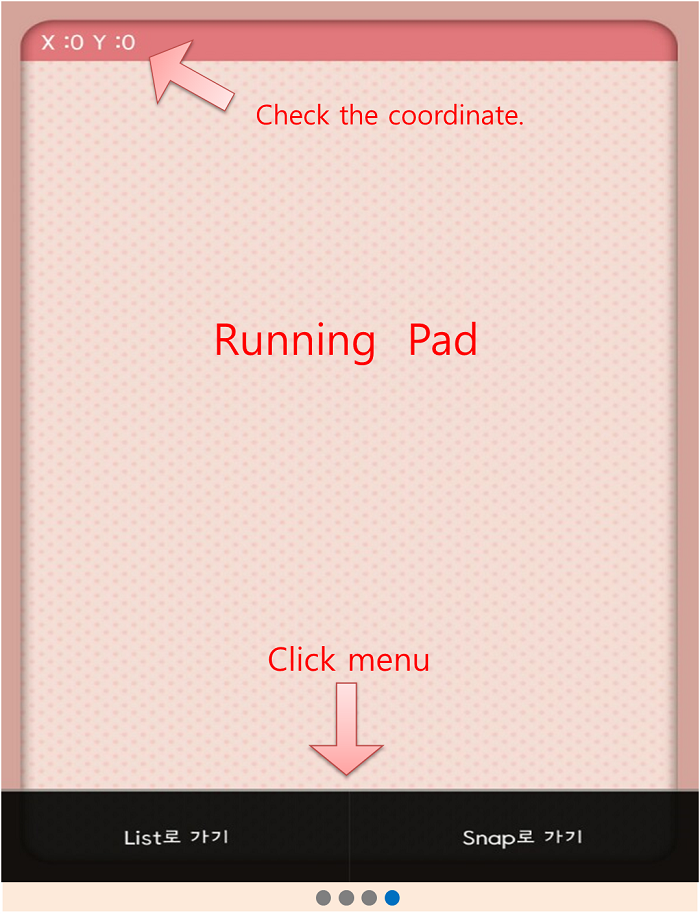 X :0 Y :0
Check the coordinate.
Running Pad
Click menu
List로 가기
Snap로 가기